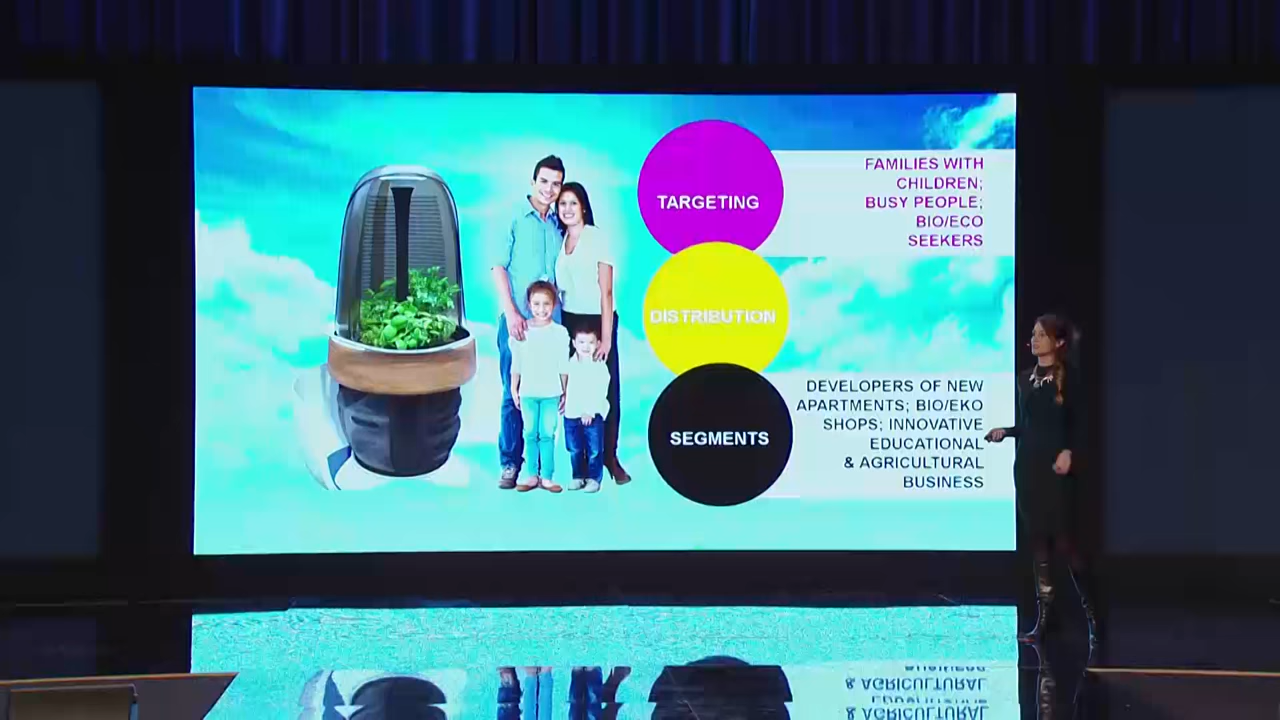 TARGETING
FAMILIES WITH
CHILDREN;
BUSY PEOPLE;
BIO/ECO
SEEKERS
DISTRIBUTION
SEGMENTS
DEVELOPERS OF NEW
APARTMENTS; BIO/EKO
SHOPS; INNOVATIVE
EDUCATIONAL
& AGRICULTURAL
BUSINESS